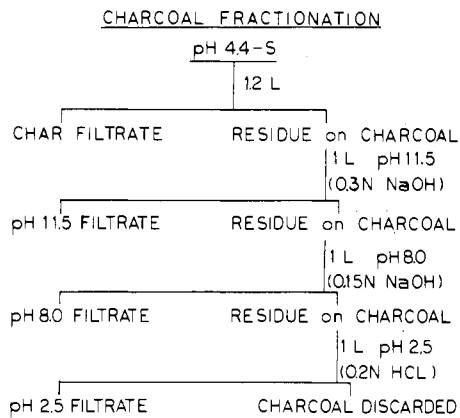 CHARCOAL FRACTIONATION
pH 4.4-S
1.2 L
CHAR FILTRATE RESIDUE on CHARCOAL
1 L pH 11.5
(0.3N NaOH)
pH 11.5 FILTRATE RESIDUE on CHARCOAL
1 L pH 8.0
(0.15N NaOH)
pH 8.0 FILTRATE RESIDUE on CHARCOAL
1 L pH 2.5
(0.2N HCL)
pH 2.5 FILTRATE CHARCOAL DISCARDED